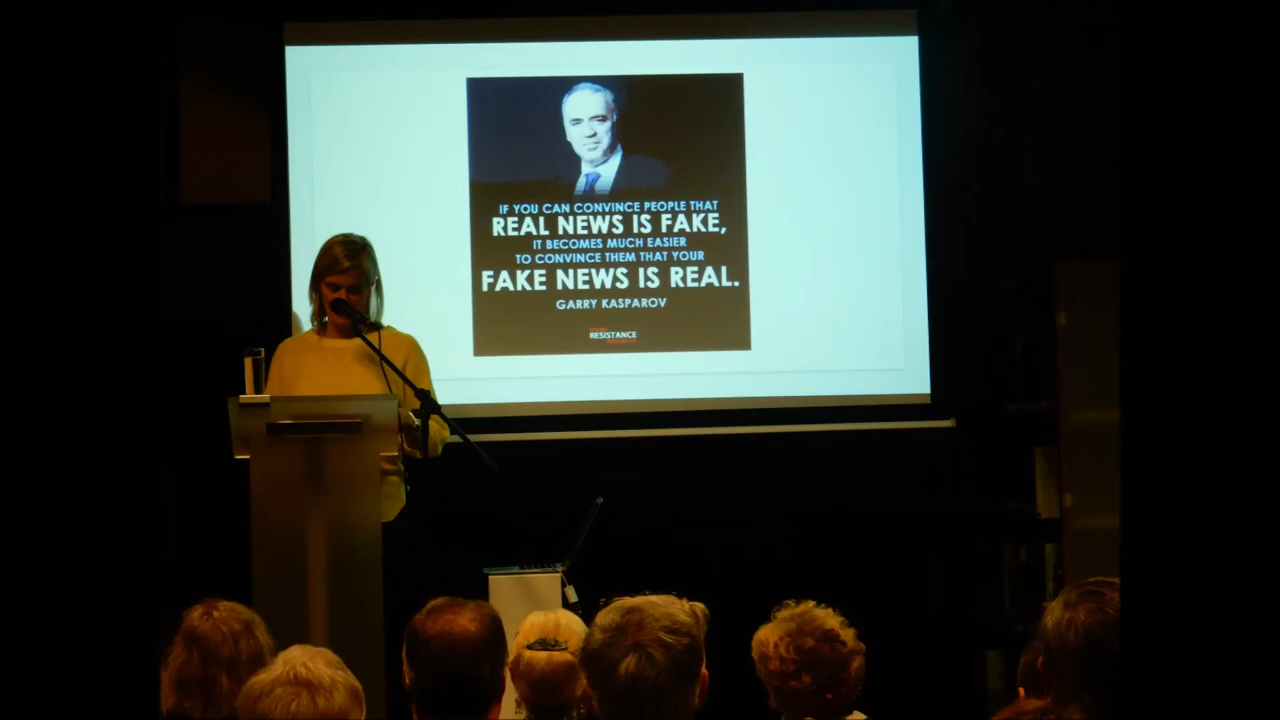 IF YOU CAN CONVINCE PEOPLE THAT
REAL NEWS IS FAKE,
IT BECOMES MUCH EASIER
TO CONVINCE THEM THAT YOUR
FAKE NEWS IS REAL.
GARRY KASPAROV
RESISTANCE